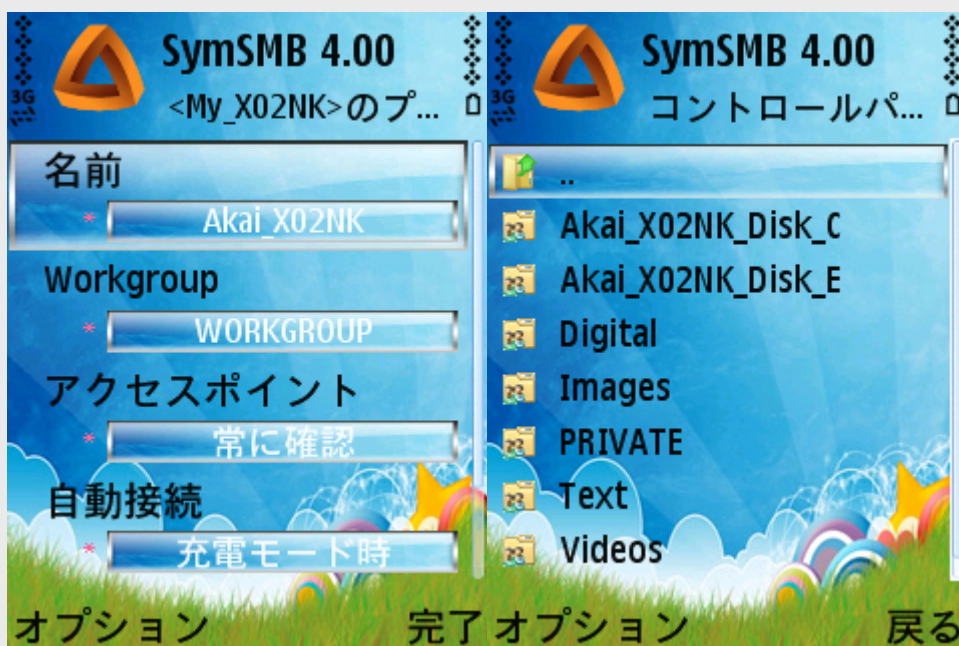 SymSMB 4.00
<My_X02NK>のプ...
3G
名前
* Akai_X02NK
Workgroup
* WORKGROUP
アクセスポイント
* 常に確認
自動接続
* 充電モード時
オプション 完了
SymSMB 4.00
コントロールパ...
3G
..
Akai_X02NK_Disk_C
Akai_X02NK_Disk_E
Digital
Images
PRIVATE
Text
Videos
オプション 戻る